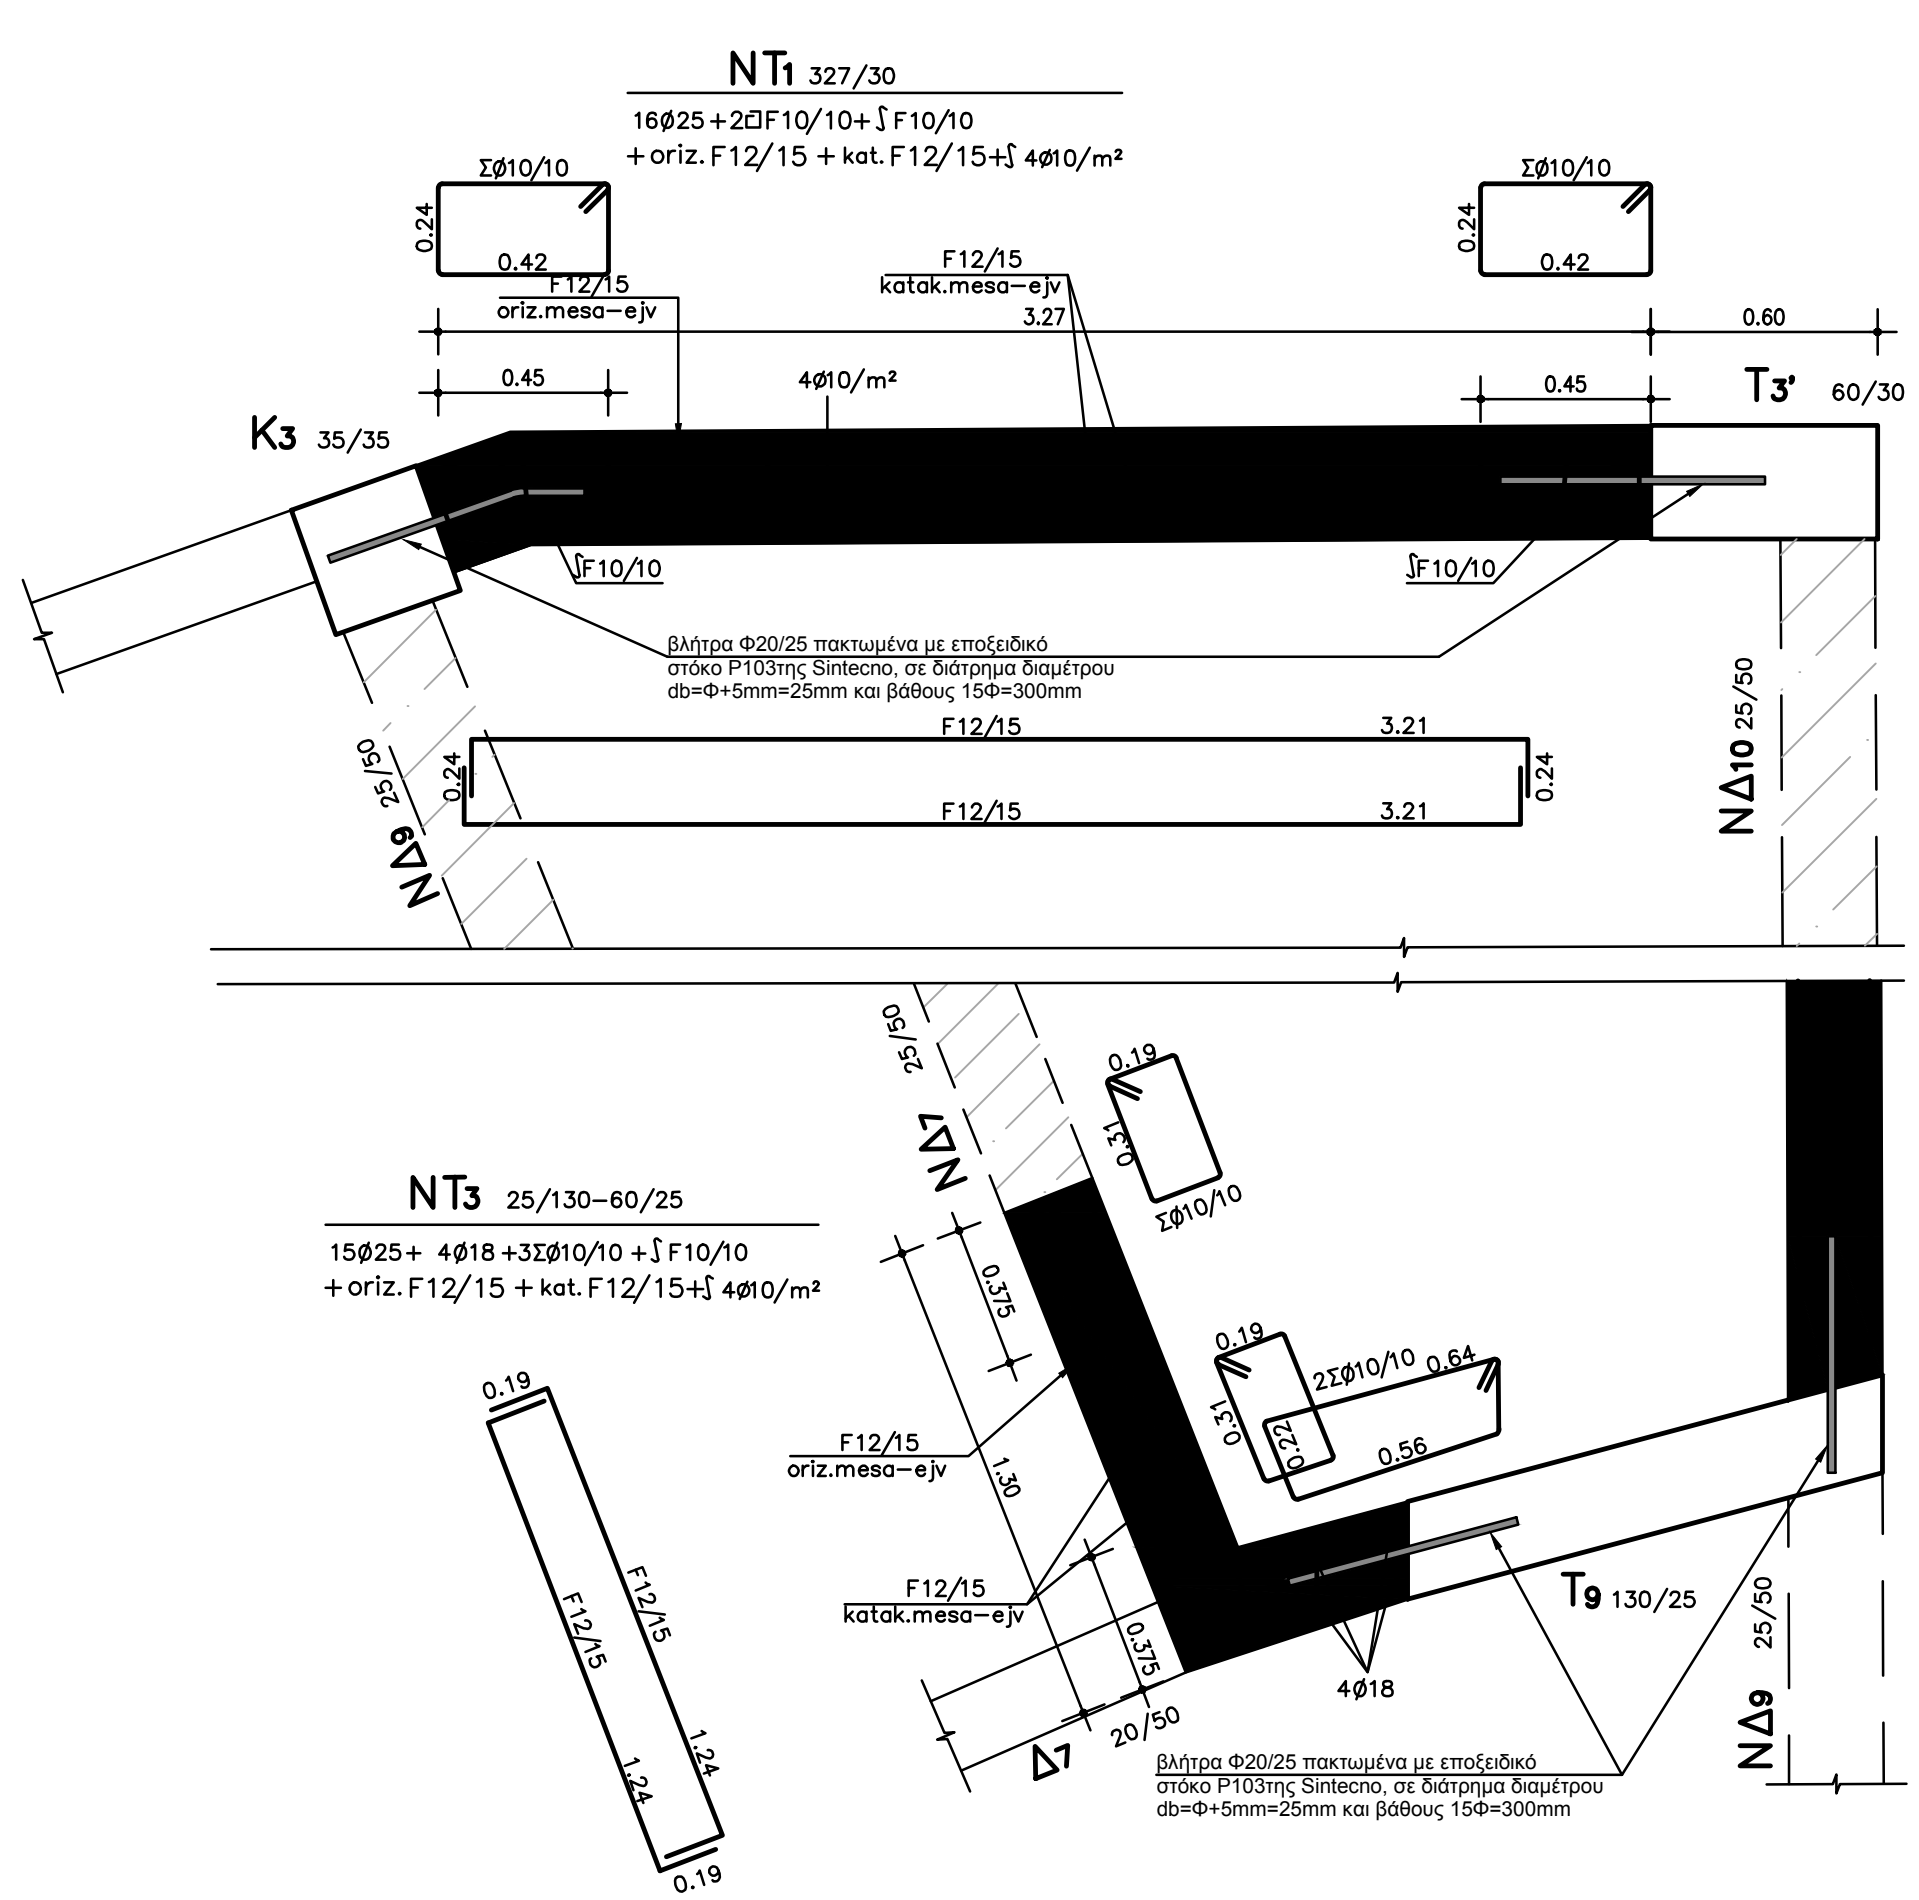 NT1 327/30
16Ø25+2F10/10+∫F10/10
+oriz. F12/15 +kat. F12/15+∫ 4Ø10/m²
ΣØ10/10
0.24
0.42
ΣØ10/10
0.24
0.42
F12/15
oriz.mesa-ejv
F12/15
katak.mesa-ejv
3.27
0.60
0.45
4Ø10/m²
0.45
T3' 60/30
K3 35/35
∫F10/10
∫F10/10
βλήτρα Φ20/25 πακτωμένα με εποξειδικό
στόκο P103της Sintecno, σε διάτρημα διαμέτρου
db=Φ+5mm=25mm και βάθους 15Φ=300mm
F12/15
3.21
0.24
0.24
F12/15
3.21
ΝΔ9 25/50
ΝΔ10 25/50
ΝΔ7 25/50
0.19
0.31
ΣØ10/10
NT3 25/130-60/25
15Ø25+ 4Ø18 +3ΣØ10/10 +∫F10/10
+oriz. F12/15 +kat. F12/15+∫ 4Ø10/m²
0.375
0.19
0.31
2ΣØ10/10 0.64
0.22
0.56
0.19
F12/15
oriz.mesa-ejv
1.30
F12/15
katak.mesa-ejv
0.375
F12/15
F12/15
1.24
1.24
0.19
4Ø18
T9 130/25
ΝΔ9 25/50
Δ7 20/50
βλήτρα Φ20/25 πακτωμένα με εποξειδικό
στόκο P103της Sintecno, σε διάτρημα διαμέτρου
db=Φ+5mm=25mm και βάθους 15Φ=300mm